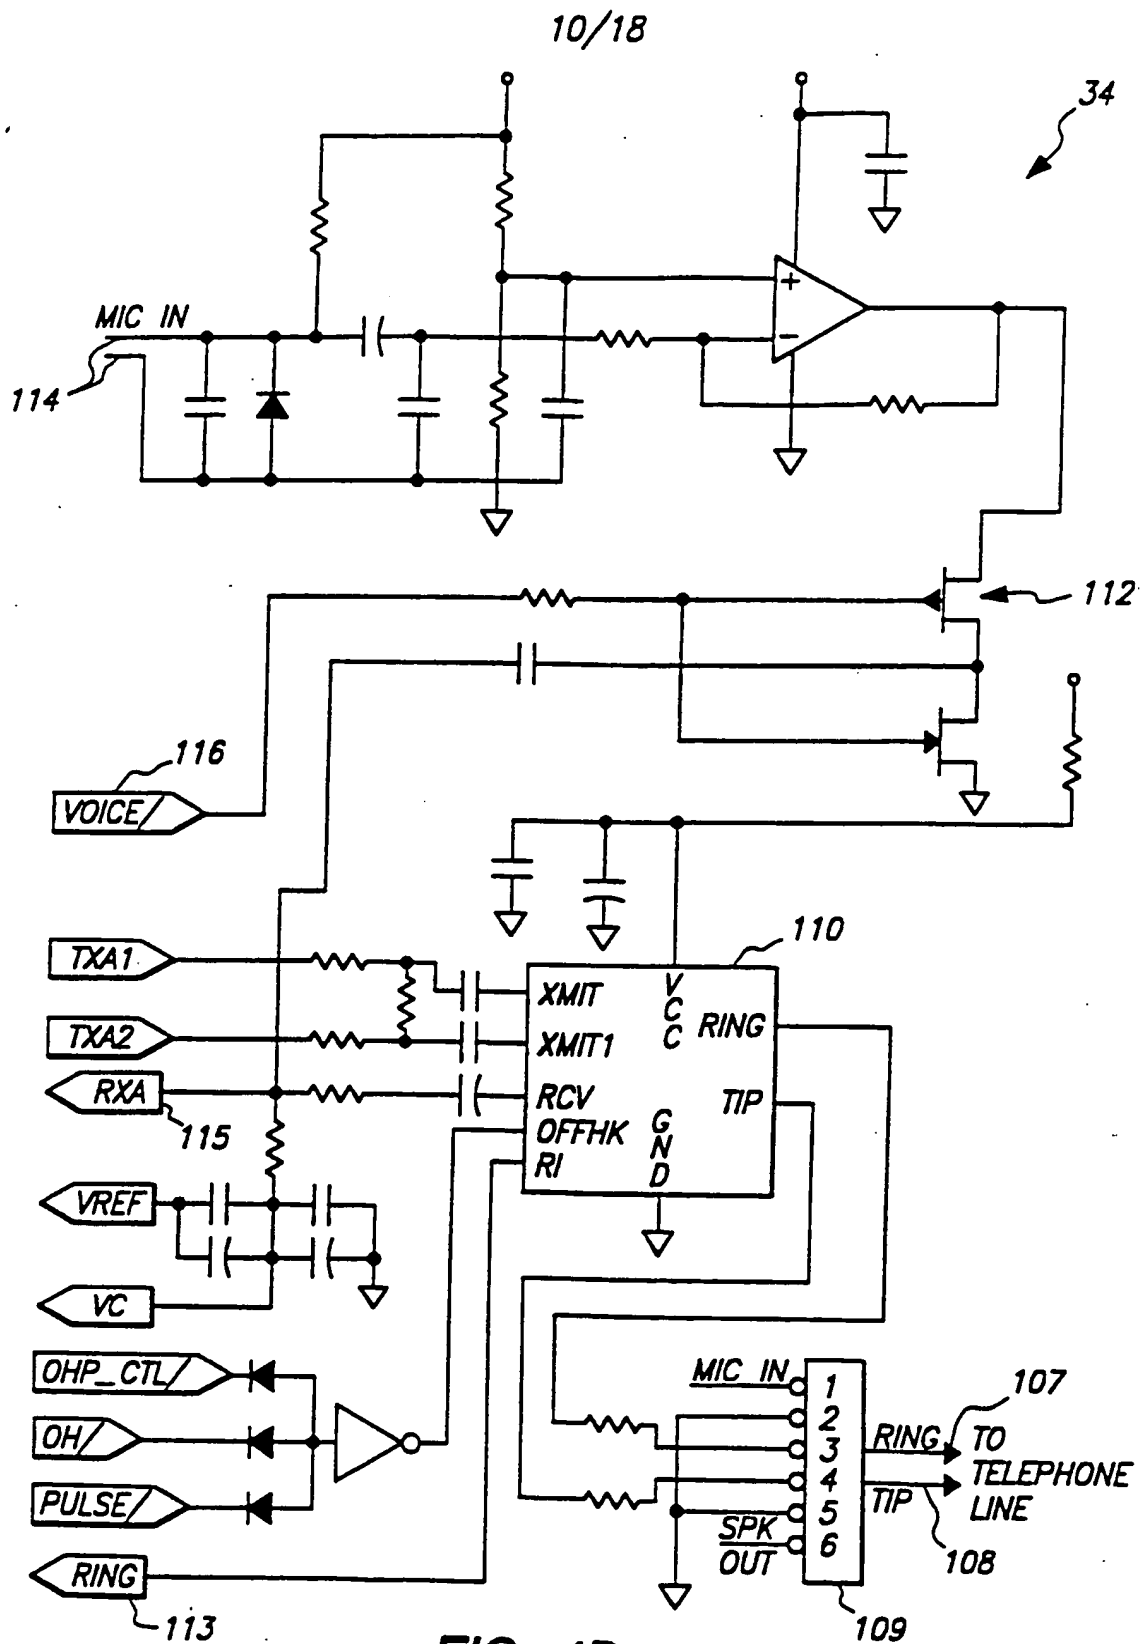 10/18
34
MIC IN
114
+
−
112
116
VOICE/
110
TXA1
XMIT
VCC
RING
TXA2
XMIT1
RXA
RCV
TIP
115
OFFHK
GND
RI
VREF
VC
OHP_CTL/
MIC IN
1
107
2
OH/
3
RING
TO
4
TELEPHONE
PULSE/
5
TIP
LINE
SPK
OUT
6
108
RING
113
109